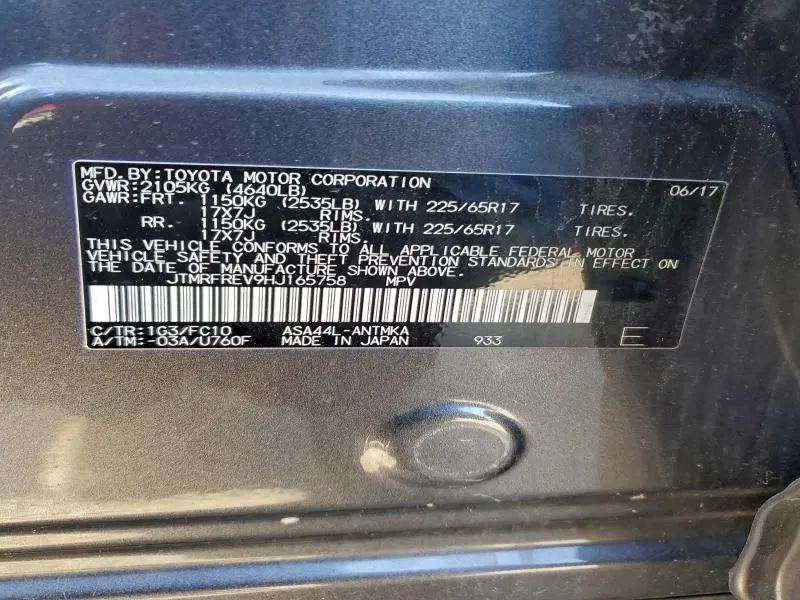 MFD. BY: TOYOTA MOTOR CORPORATION 06/17
GVWR: 2105KG (4640LB)
GAWR: FRT. 1150KG (2535LB) WITH 225/65R17 TIRES.
17X7J RIMS.
RR. 1150KG (2535LB) WITH 225/65R17 TIRES.
17X7J RIMS.
THIS VEHICLE CONFORMS TO ALL APPLICABLE FEDERAL MOTOR
VEHICLE SAFETY AND THEFT PREVENTION STANDARDS IN EFFECT ON
THE DATE OF MANUFACTURE SHOWN ABOVE.
JTMRFREV9HJ165758 MPV
C/TR: 1G3/FC10 ASA44L-ANTMKA
A/TM: -03A/U760F MADE IN JAPAN 933 E